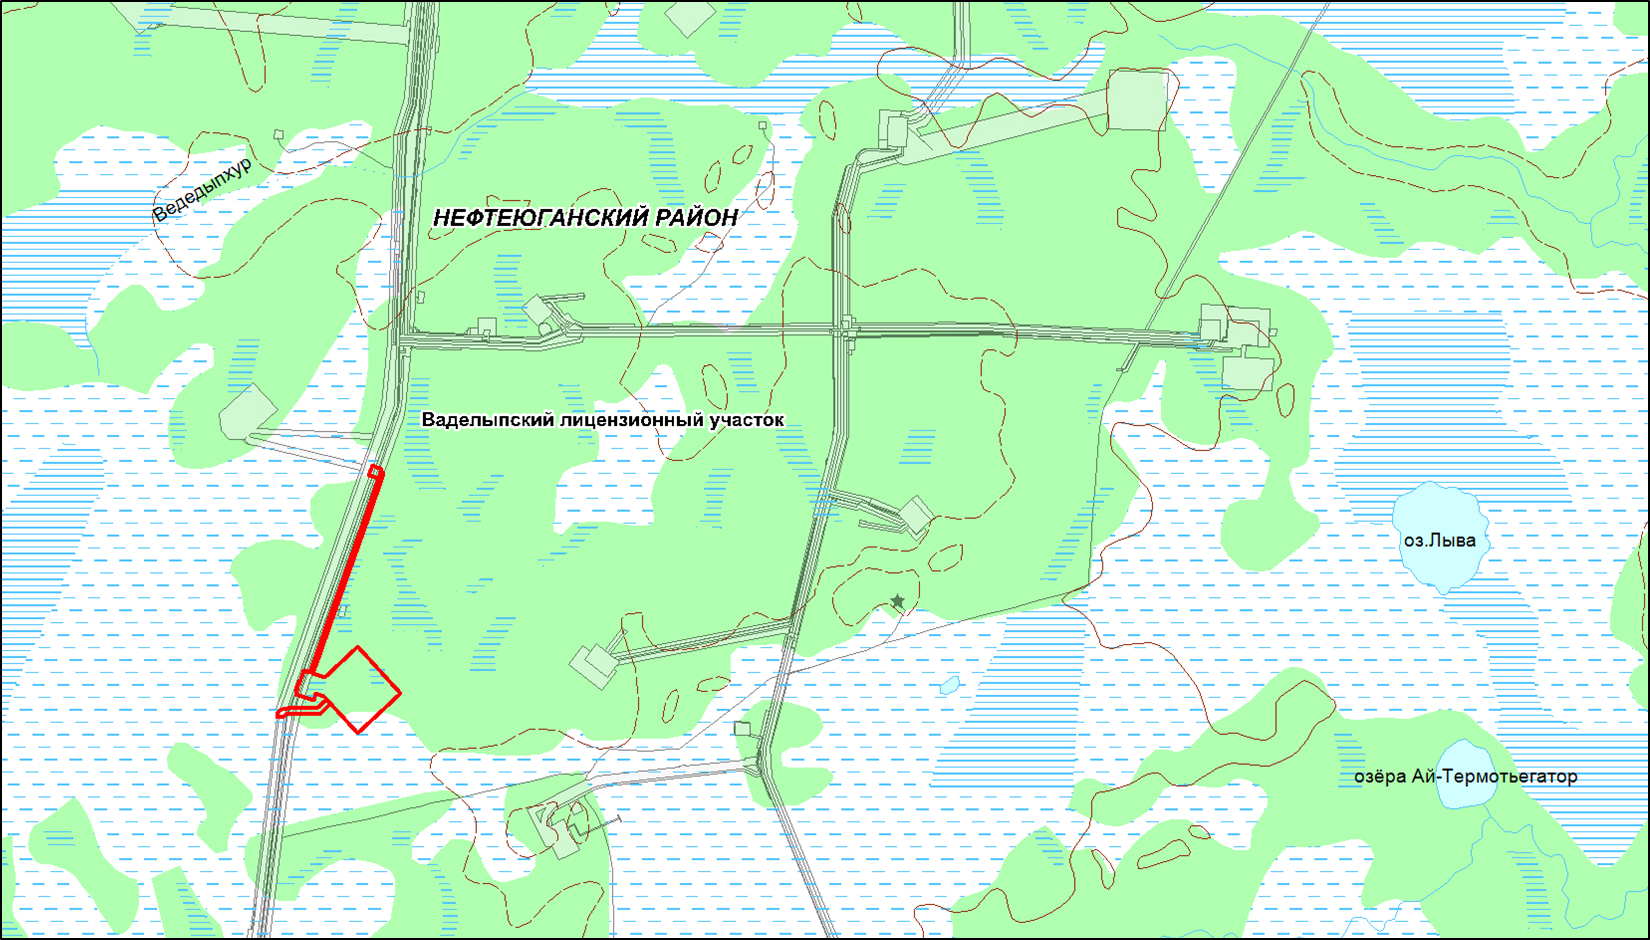 Ведедыпхур
НЕФТЕЮГАНСКИЙ РАЙОН
Ваделыпский лицензионный участок
оз.Лыва
озёра Ай-Термотьегатор